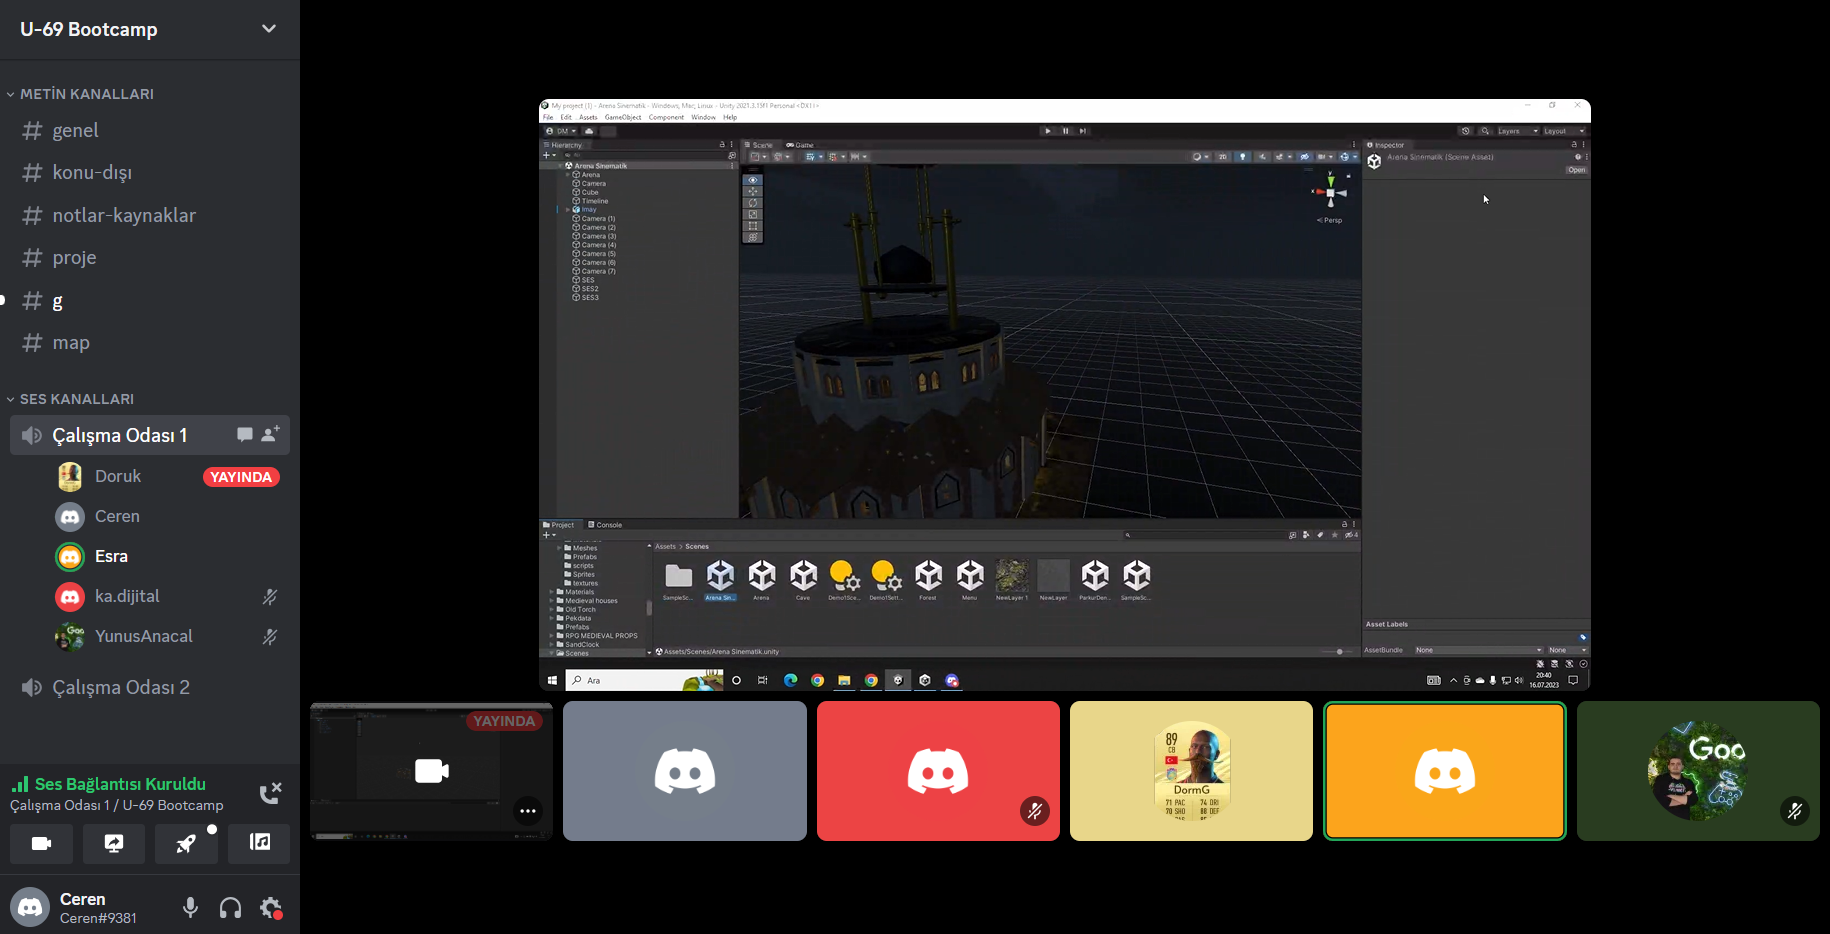 U-69 Bootcamp
METİN KANALLARI
genel
konu-dışı
notlar-kaynaklar
proje
g
map
SES KANALLARI
Çalışma Odası 1
Doruk
YAYINDA
Ceren
Esra
ka.dijital
YunusAnacal
Çalışma Odası 2
Ses Bağlantısı Kuruldu
Çalışma Odası 1 / U-69 Bootcamp
Ceren
Ceren#9381
My project (1) - Arena Sinematik - Windows, Mac, Linux - Unity 2021.3.15f1 Personal <DX11>
File Edit Assets GameObject Component Window Help
DM
Layers
Layout
Hierarchy
Arena Sinematik
Arena
Camera
Cube
Timeline
Camera (1)
Camera (2)
Camera (3)
Camera (4)
Camera (5)
Camera (6)
Camera (7)
SES
SES2
SES3
Scene
Game
2D
y
x
< Persp
Inspector
Arena Sinematik (Scene Asset)
Open
Project
Console
Meshes
Prefabs
scripts
Sprites
textures
Materials
Medieval houses
Old Torch
Pekdata
Prefabs
RPG MEDIEVAL PROPS
SandClock
Scenes
Assets > Scenes
SampleSc...
Arena Sin...
Arena
Cave
Demo1Sce...
Demo1Sett...
Forest
Menu
NewLayer 1
NewLayer
ParkurDen...
SampleSc...
Assets/Scenes/Arena Sinematik.unity
Asset Labels
AssetBundle
None
None
Ara
20:40
16.07.2023
YAYINDA
89
CB
DormG
71 PAC
74 DRI
70 SHO
88 DEF
Goo